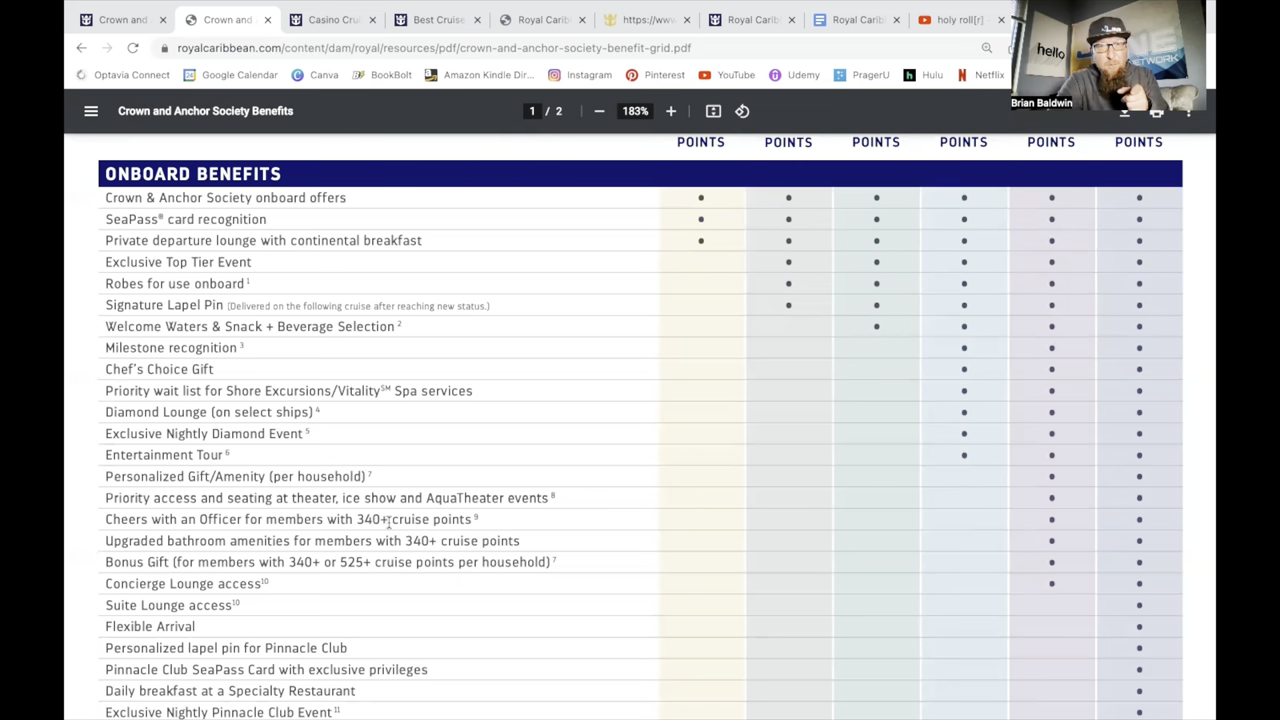 Crown and
Crown and
Casino Cru
Best Cruise
Royal Carib
https://ww
Royal Carib
Royal Carib
holy roll[r]
royalcaribbean.com/content/dam/royal/resources/pdf/crown-and-anchor-society-benefit-grid.pdf
Optavia Connect Google Calendar Canva BookBolt Amazon Kindle Dir... Instagram Pinterest YouTube Udemy PragerU Hulu Netflix
hello
NETWORK
Brian Baldwin
Crown and Anchor Society Benefits
1 / 2 − 183% +
POINTS POINTS POINTS POINTS POINTS POINTS
ONBOARD BENEFITS
Crown & Anchor Society onboard offers • • • • • •
SeaPass® card recognition • • • • • •
Private departure lounge with continental breakfast • • • • • •
Exclusive Top Tier Event • • • • •
Robes for use onboard 1 • • • • •
Signature Lapel Pin (Delivered on the following cruise after reaching new status.) • • • • •
Welcome Waters & Snack + Beverage Selection 2 • • • •
Milestone recognition 3 • • •
Chef's Choice Gift • • •
Priority wait list for Shore Excursions/Vitality℠ Spa services • • •
Diamond Lounge (on select ships) 4 • • •
Exclusive Nightly Diamond Event 5 • • •
Entertainment Tour 6 • • •
Personalized Gift/Amenity (per household) 7 • •
Priority access and seating at theater, ice show and AquaTheater events 8 • •
Cheers with an Officer for members with 340+ cruise points 9 • •
Upgraded bathroom amenities for members with 340+ cruise points • •
Bonus Gift (for members with 340+ or 525+ cruise points per household) 7 • •
Concierge Lounge access10 • •
Suite Lounge access10 •
Flexible Arrival •
Personalized lapel pin for Pinnacle Club •
Pinnacle Club SeaPass Card with exclusive privileges •
Daily breakfast at a Specialty Restaurant •
Exclusive Nightly Pinnacle Club Event 11 •